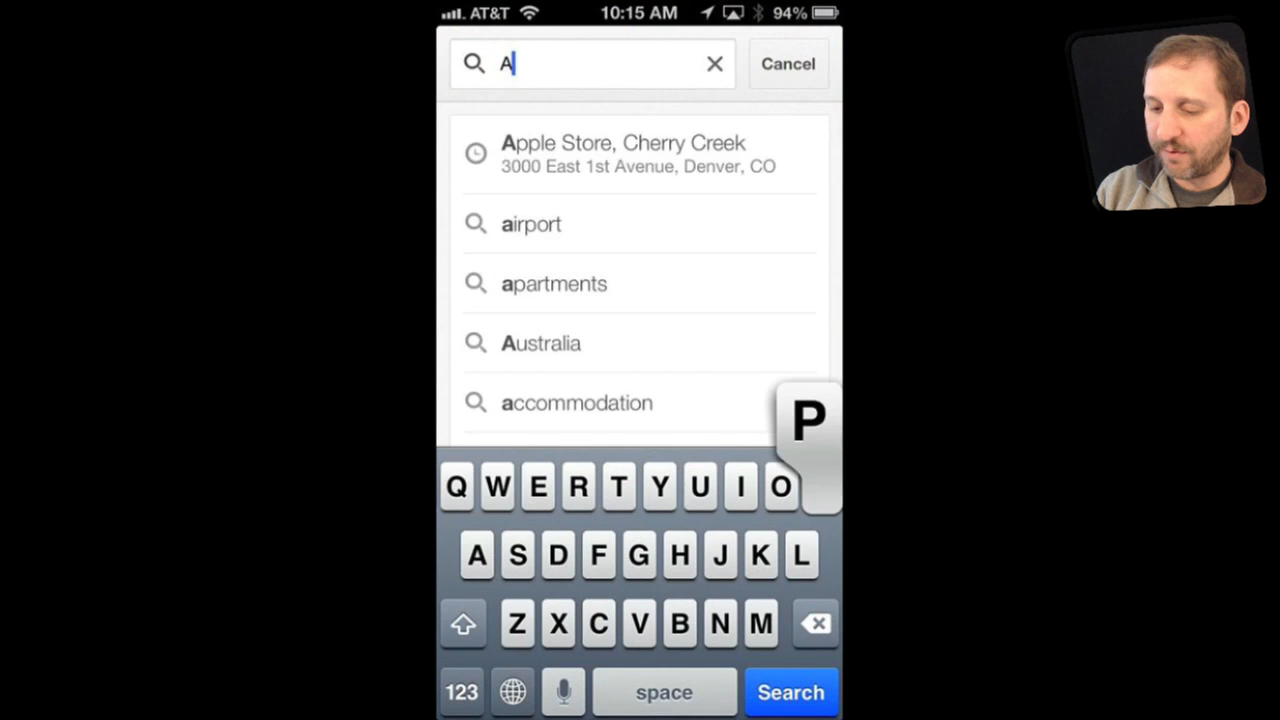 AT&T 10:15 AM 94%
A Cancel
Apple Store, Cherry Creek
3000 East 1st Avenue, Denver, CO
airport
apartments
Australia
accommodation
P
Q W E R T Y U I O
A S D F G H J K L
Z X C V B N M
123 space Search